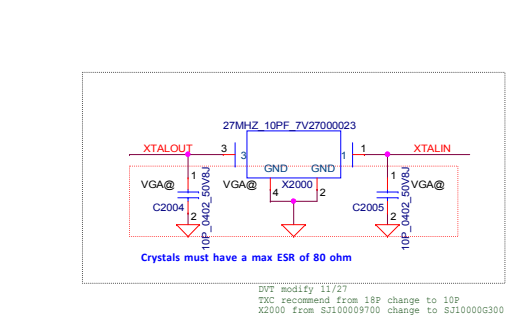 27MHZ_10PF_7V27000023
XTALOUT
3
3
1
1
XTALIN
GND
GND
1
VGA@
VGA@
X2000
1
VGA@
4
2
C2004
2
C2005
2
10P_0402_50V8J
10P_0402_50V8J
Crystals must have a max ESR of 80 ohm
DVT modify 11/27
TXC recommend from 18P change to 10P
X2000 from SJ100009700 change to SJ10000G300